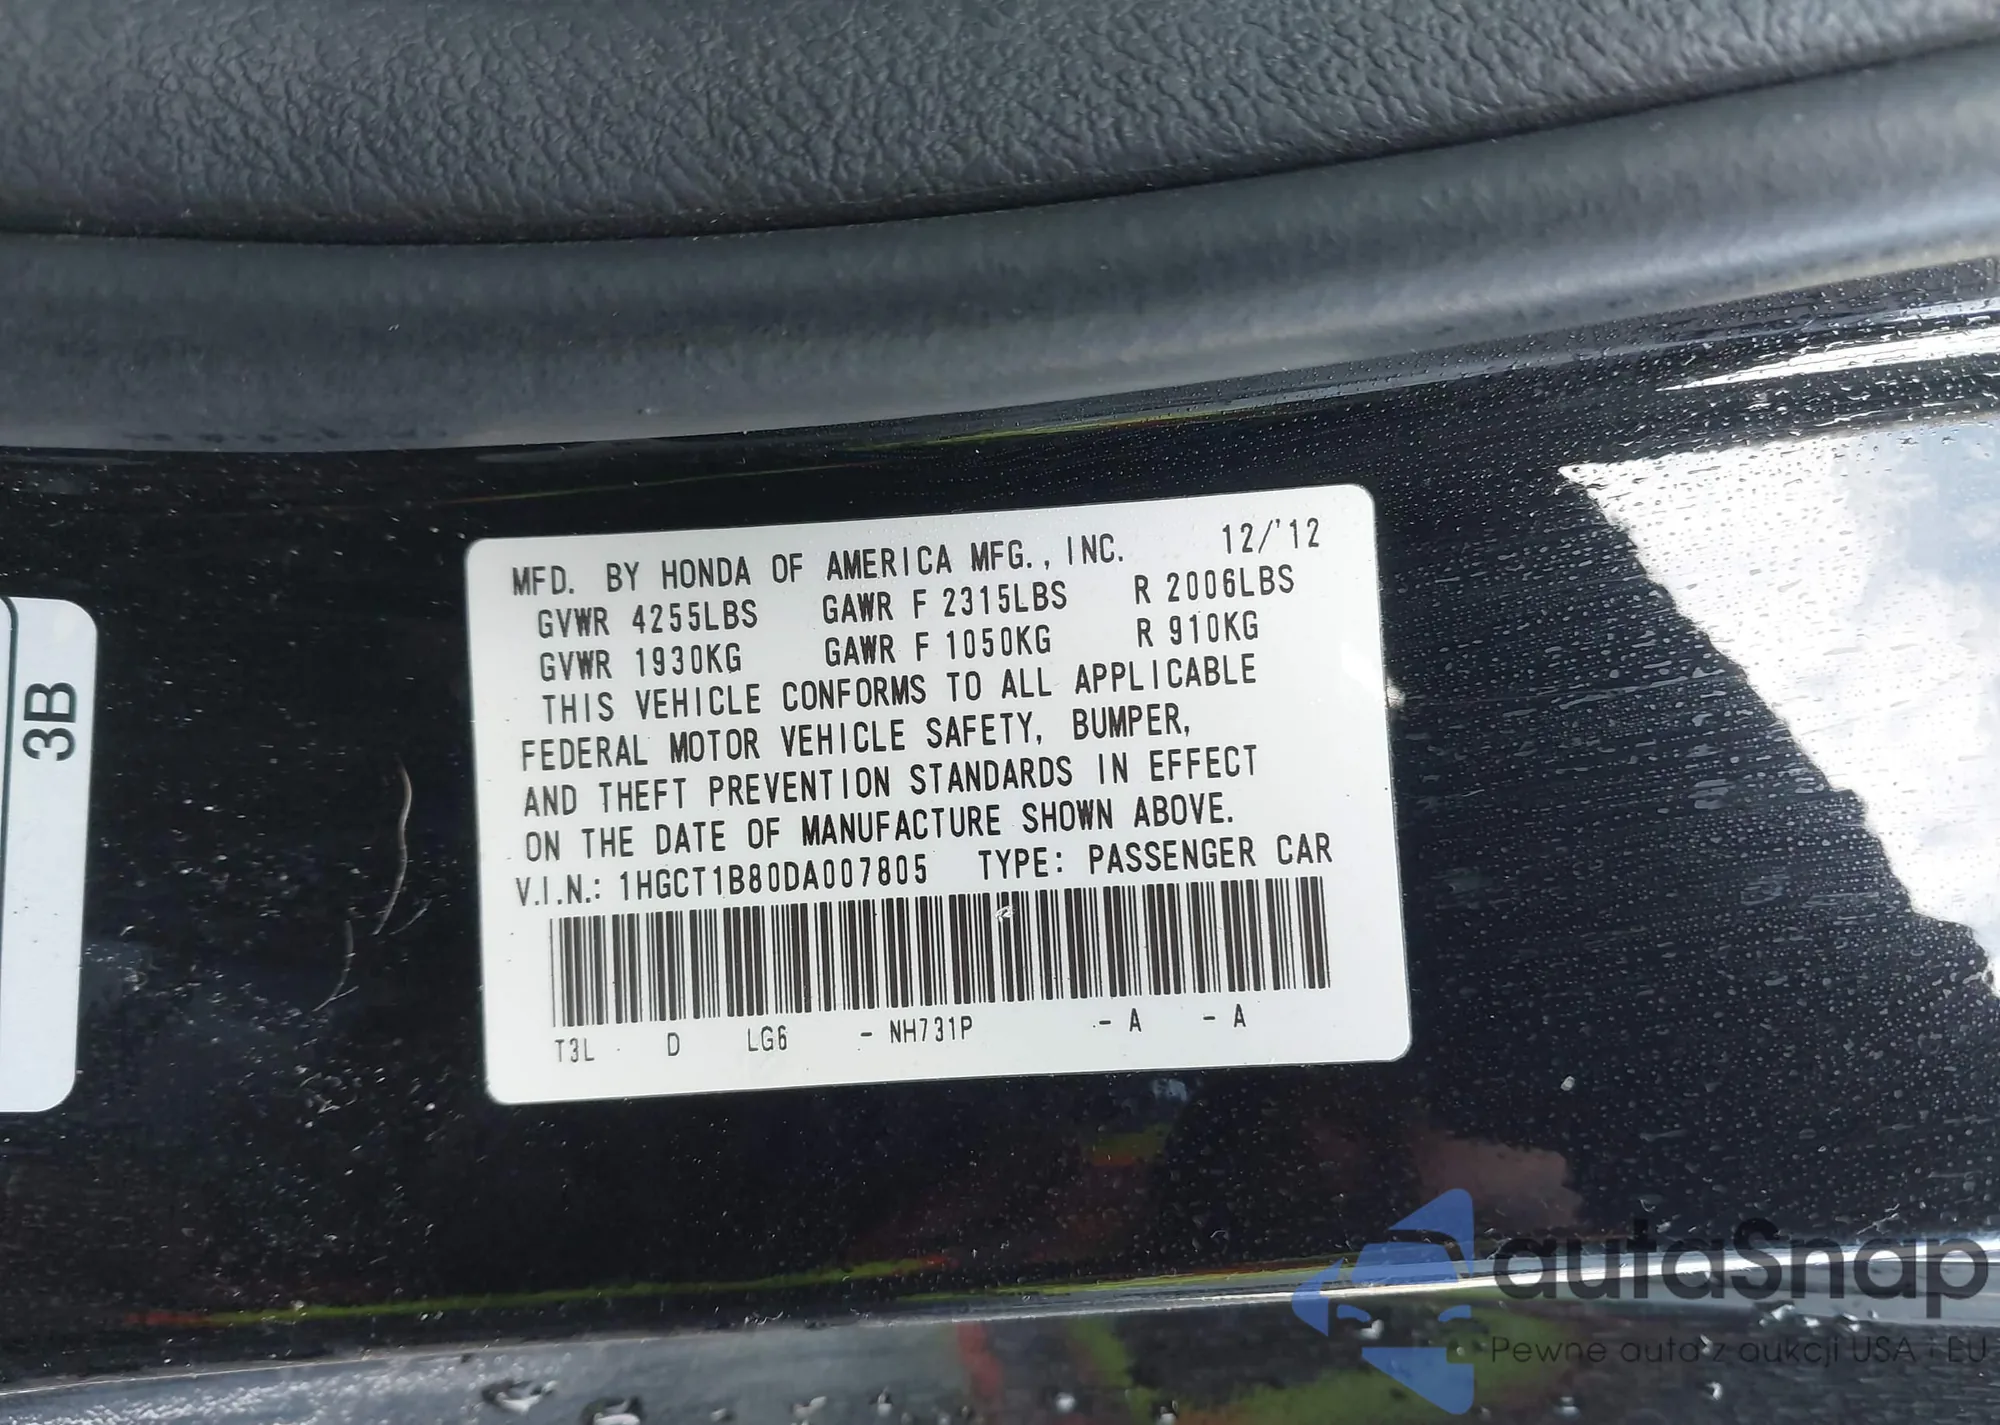 MFD. BY HONDA OF AMERICA MFG., INC. 12/'12
GVWR 4255LBS GAWR F 2315LBS R 2006LBS
GVWR 1930KG GAWR F 1050KG R 910KG
THIS VEHICLE CONFORMS TO ALL APPLICABLE
FEDERAL MOTOR VEHICLE SAFETY, BUMPER,
AND THEFT PREVENTION STANDARDS IN EFFECT
ON THE DATE OF MANUFACTURE SHOWN ABOVE.
V.I.N.: 1HGCT1B80DA007805 TYPE: PASSENGER CAR
T3L D LG6 - NH731P - A - A
3B
autaSnap
Pewne auta z aukcji USA i EU